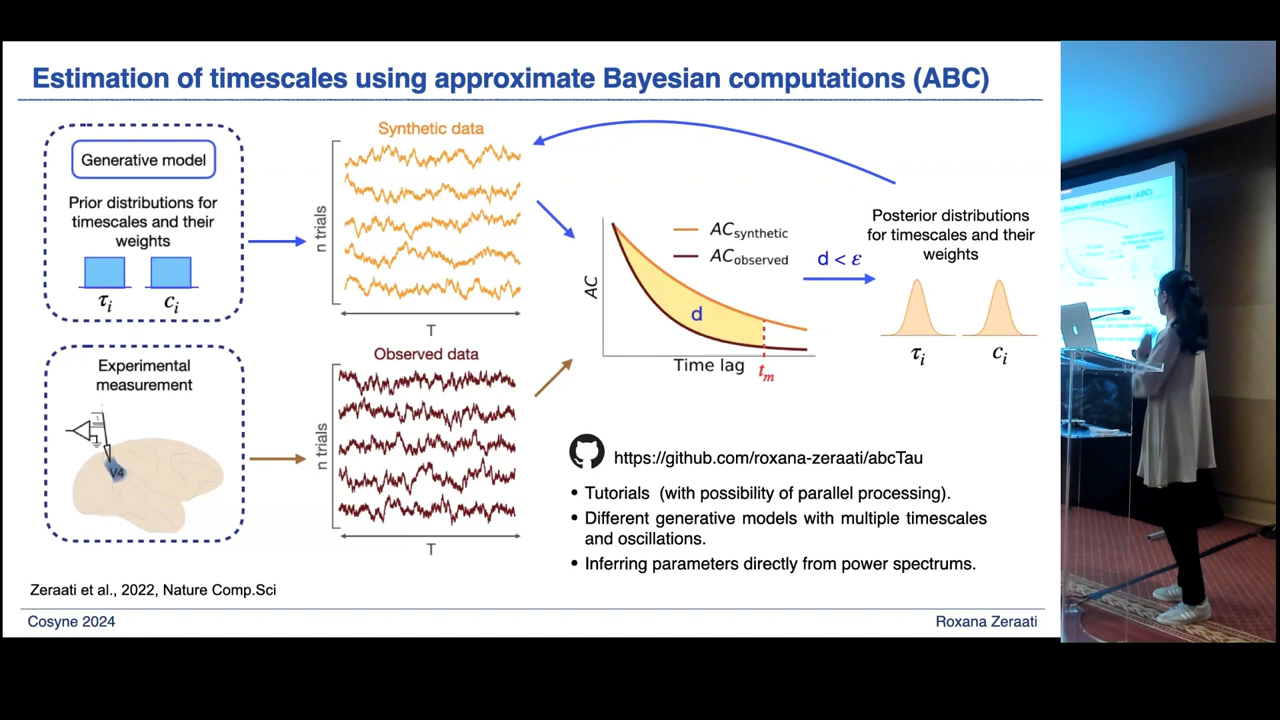 Estimation of timescales using approximate Bayesian computations (ABC)
Generative model
Prior distributions for
timescales and their
weights
τi
ci
Synthetic data
n trials
T
Experimental
measurement
V4
Observed data
n trials
T
AC
ACsynthetic
ACobserved
d
Time lag
tm
d < ε
Posterior distributions
for timescales and their
weights
τi
ci
https://github.com/roxana-zeraati/abcTau
• Tutorials (with possibility of parallel processing).
• Different generative models with multiple timescales
and oscillations.
• Inferring parameters directly from power spectrums.
Zeraati et al., 2022, Nature Comp.Sci
Cosyne 2024
Roxana Zeraati
Bayesian computations (ABC)